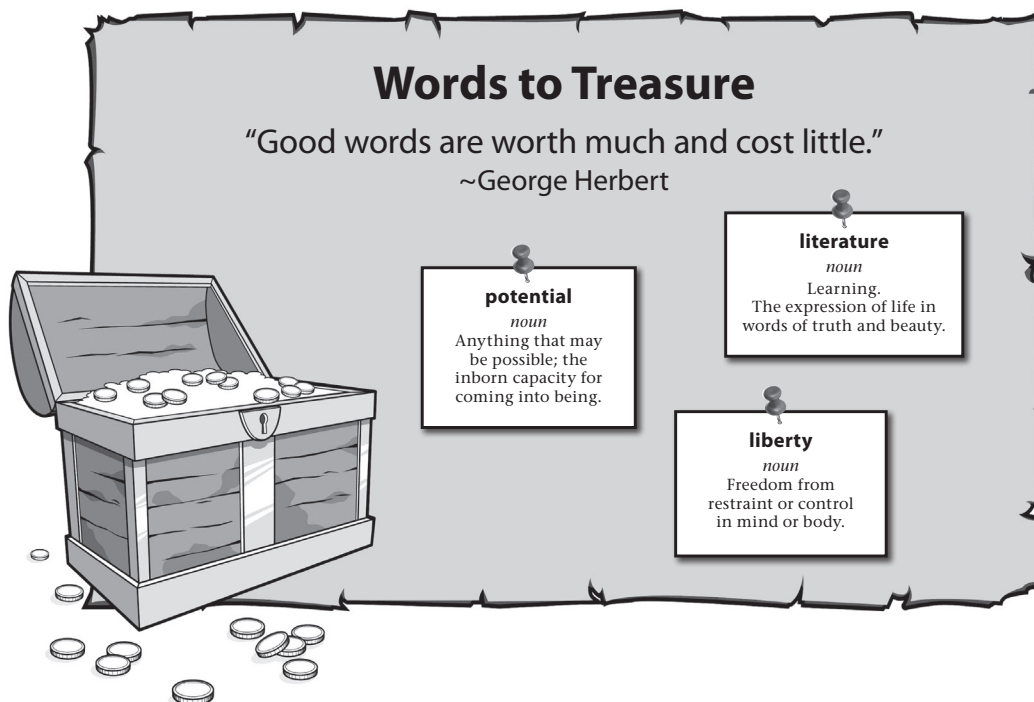 Words to Treasure
“Good words are worth much and cost little.”
~George Herbert
potential
noun
Anything that may
be possible; the
inborn capacity for
coming into being.
literature
noun
Learning.
The expression of life in
words of truth and beauty.
liberty
noun
Freedom from
restraint or control
in mind or body.